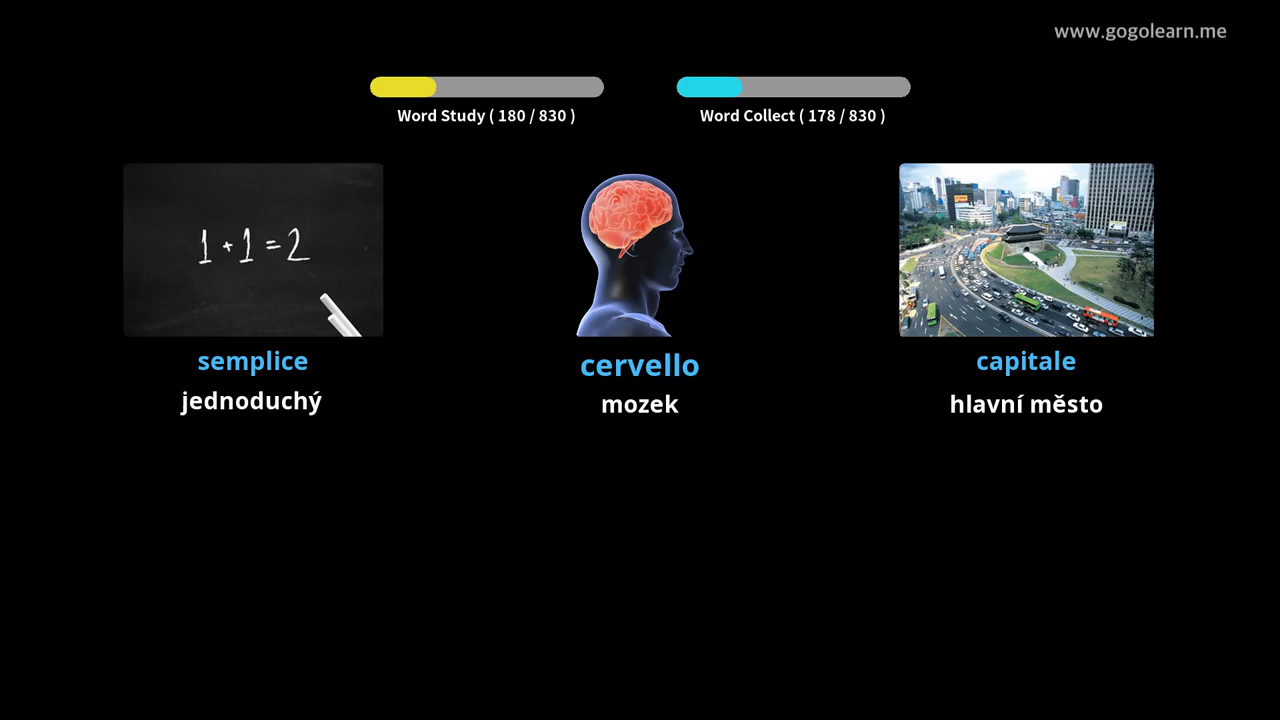 www.gogolearn.me
Word Study ( 180 / 830 )
Word Collect ( 178 / 830 )
1 + 1 = 2
semplice
jednoduchý
cervello
mozek
capitale
hlavní město